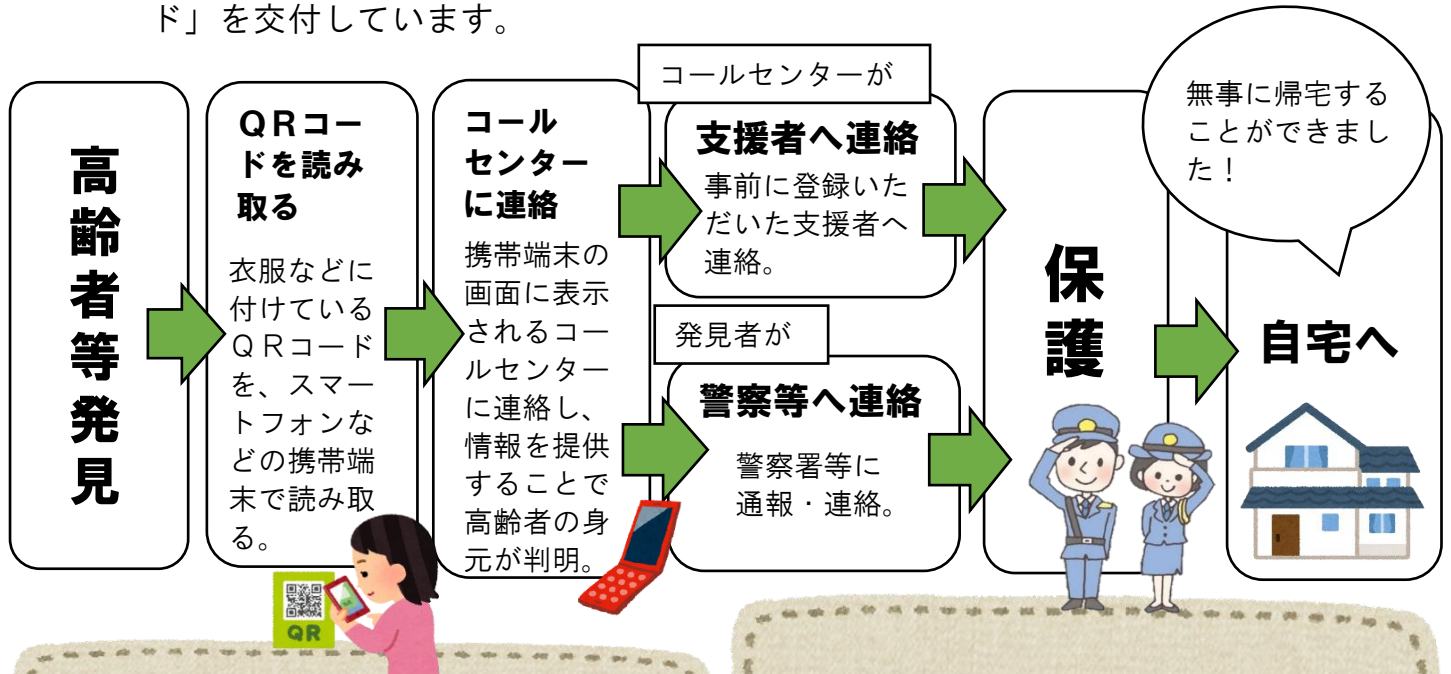 ド」を交付しています。
高齢者等発見
QRコー
ドを読み
取る
衣服などに
付けている
QRコード
を、スマー
トフォンな
どの携帯端
末で読み取
る。
QR
コール
センター
に連絡
携帯端末の
画面に表示
されるコー
ルセンター
に連絡し、
情報を提供
することで
高齢者の身
元が判明。
コールセンターが
支援者へ連絡
事前に登録いた
だいた支援者へ
連絡。
発見者が
警察等へ連絡
警察署等に
通報・連絡。
保護
無事に帰宅する
ことができまし
た！
自宅へ